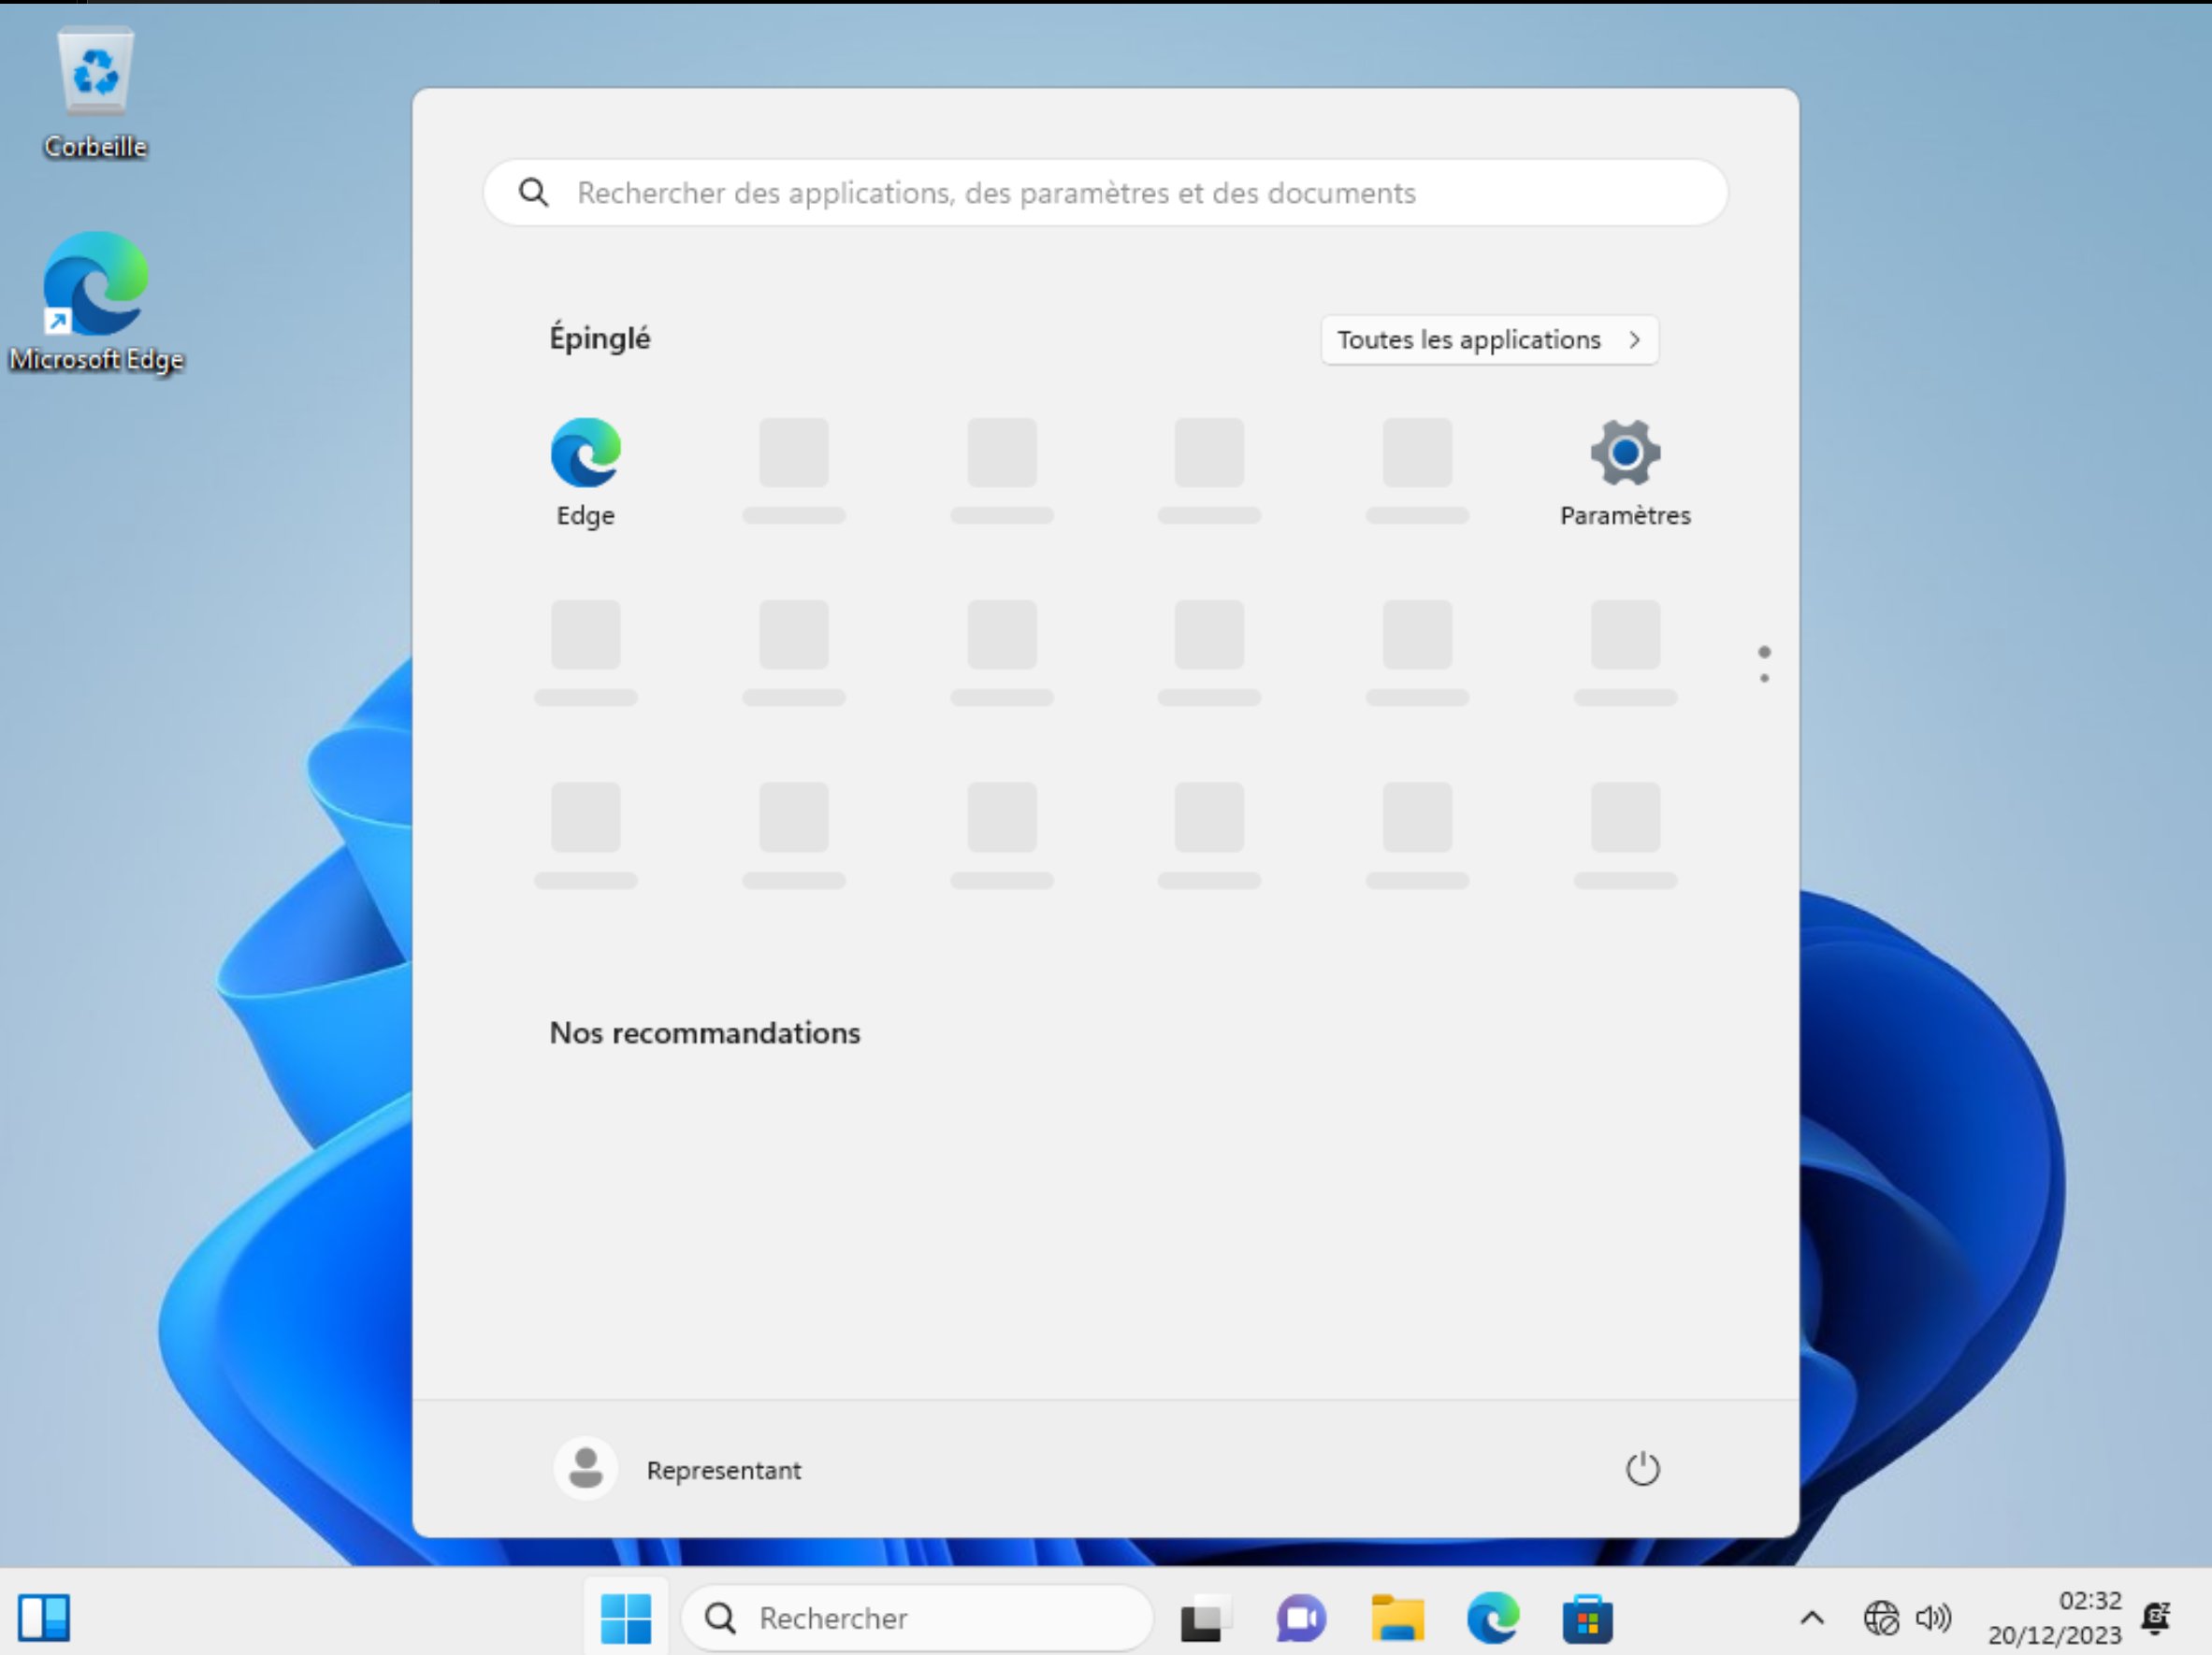 Corbeille
Microsoft Edge
Rechercher des applications, des paramètres et des documents
Épinglé
Toutes les applications
Edge
Paramètres
Nos recommandations
Representant
Rechercher
02:32
20/12/2023